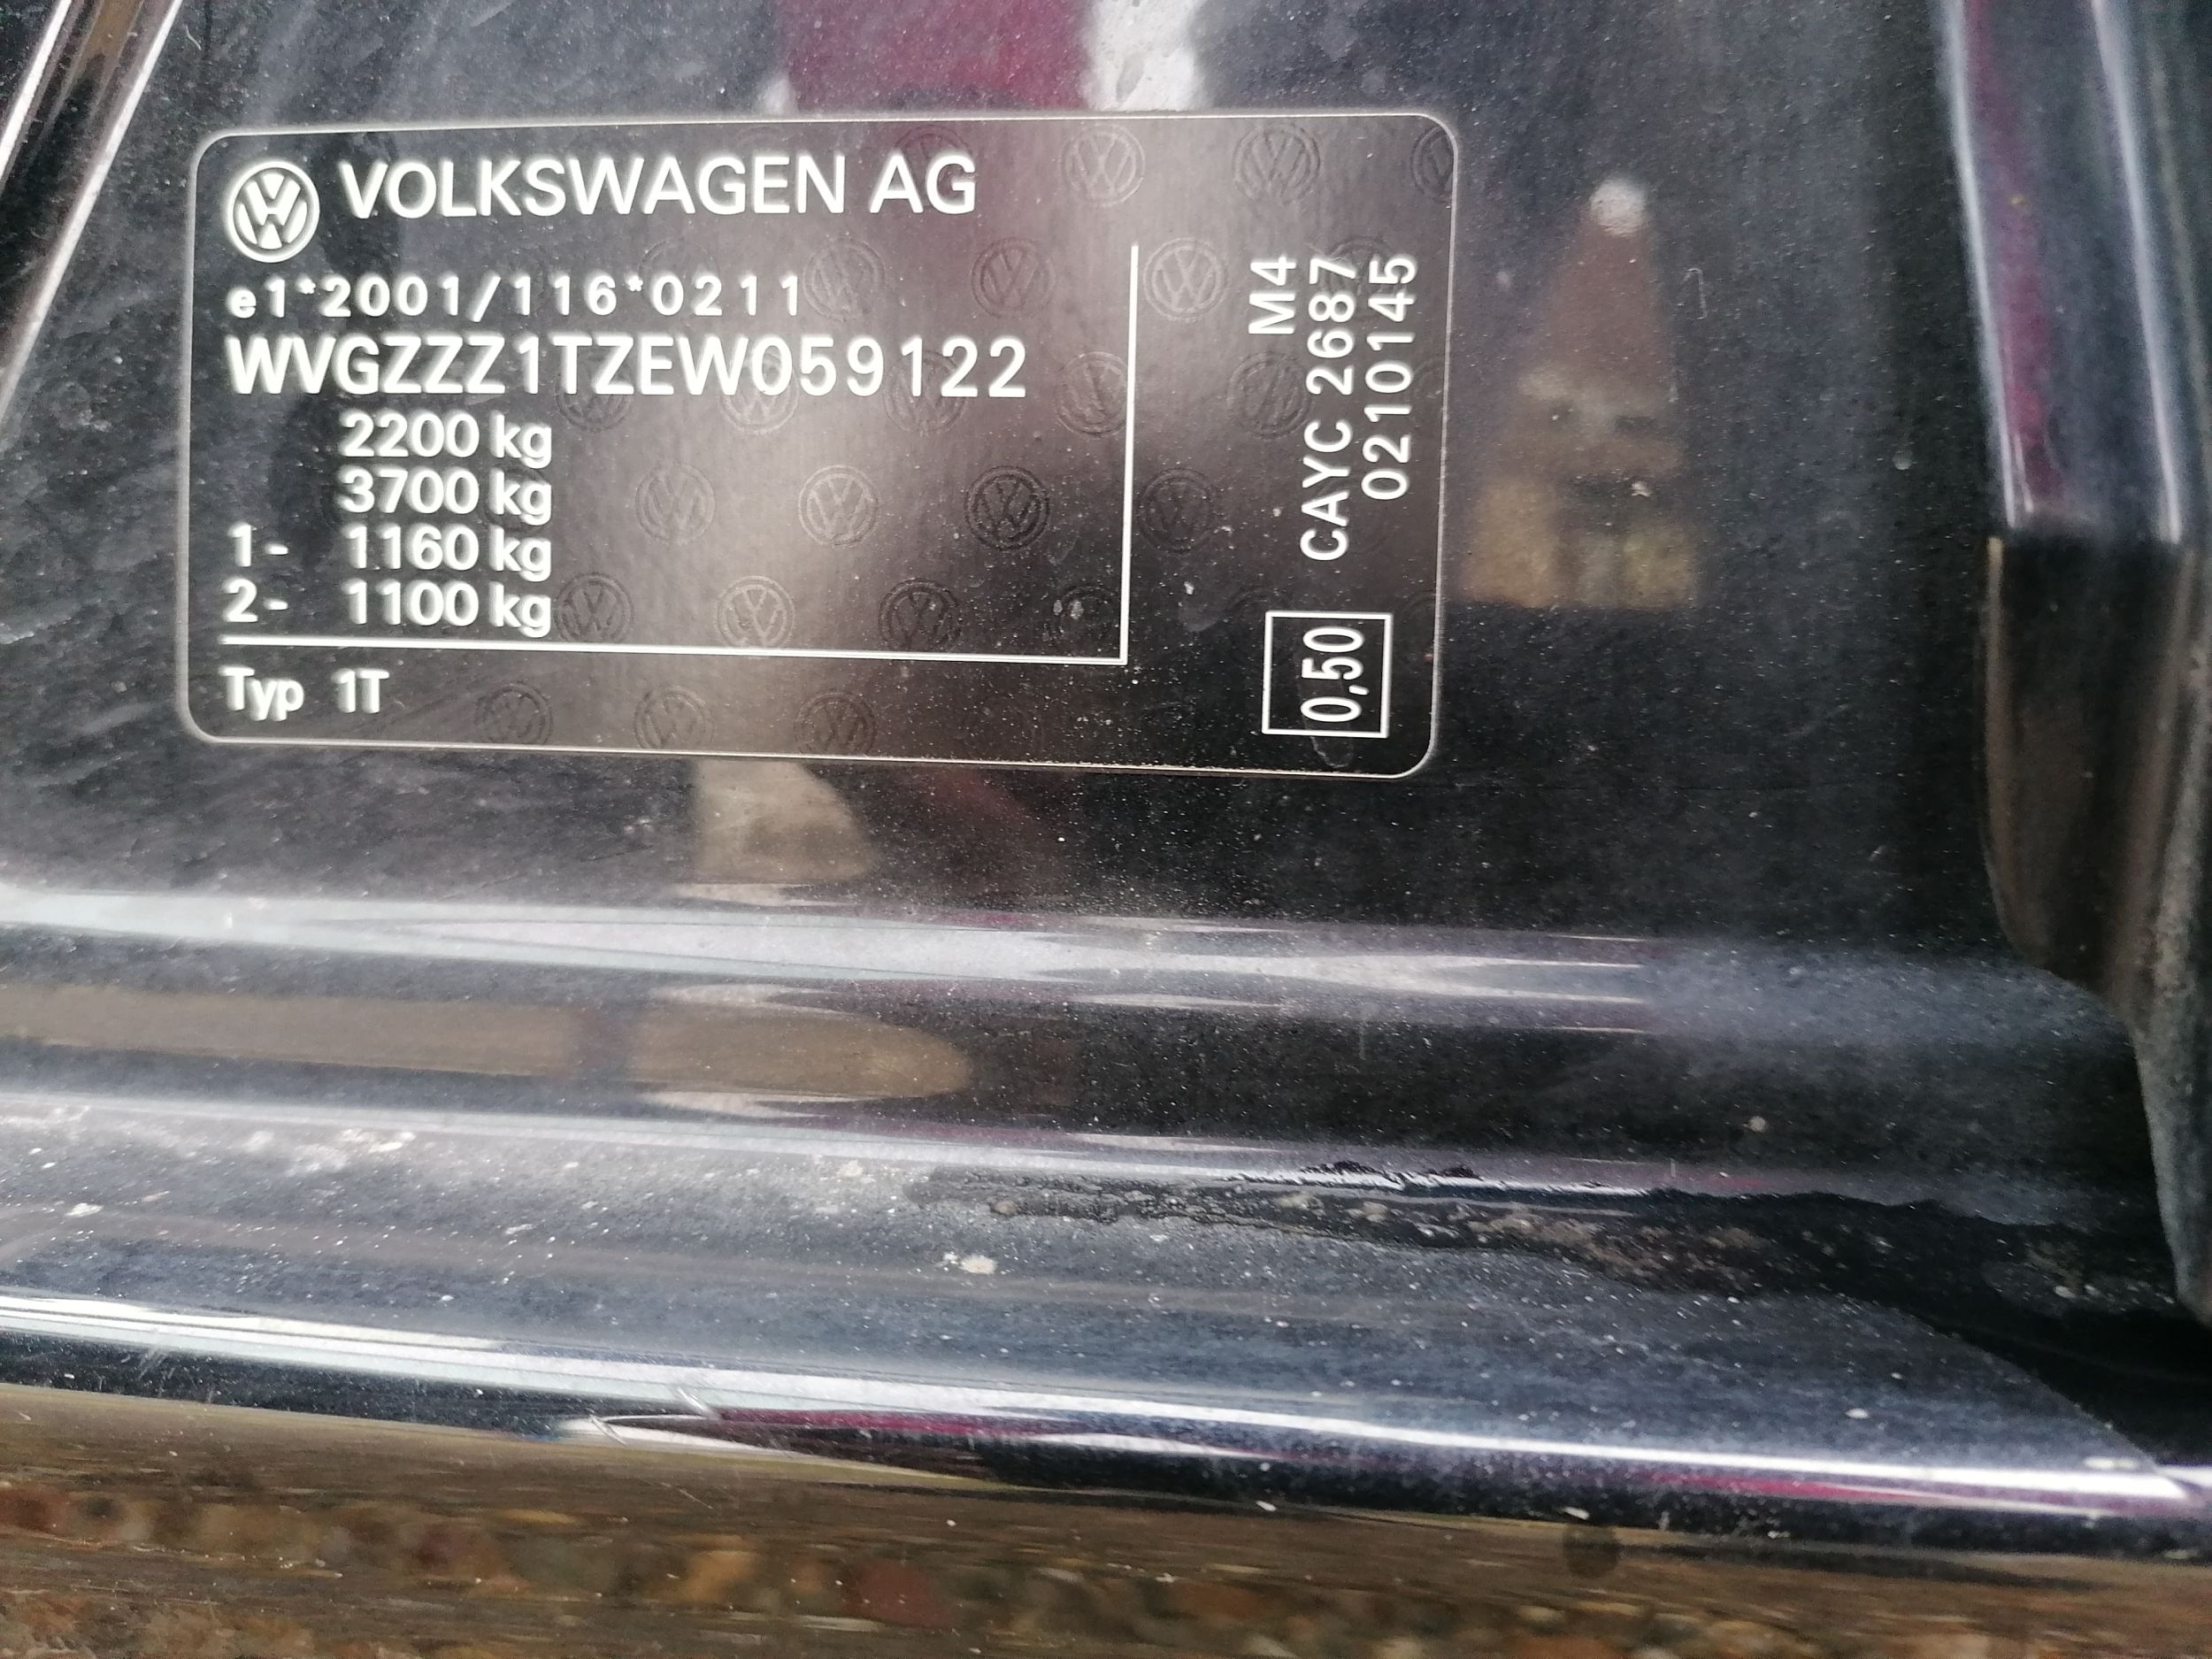 VOLKSWAGEN AG
e1*2001/116*0211
WVGZZZ1TZEW059122
2200 kg
3700 kg
1- 1160 kg
2- 1100 kg
Typ 1T
M4
CAYC 2687
0210145
0,50